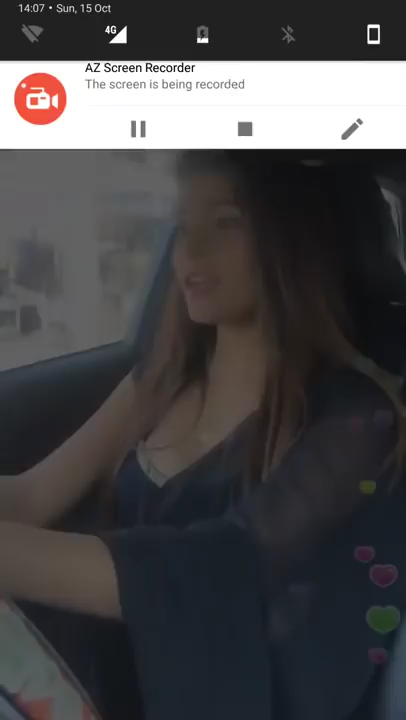 14:07 • Sun, 15 Oct
4G
AZ Screen Recorder
The screen is being recorded